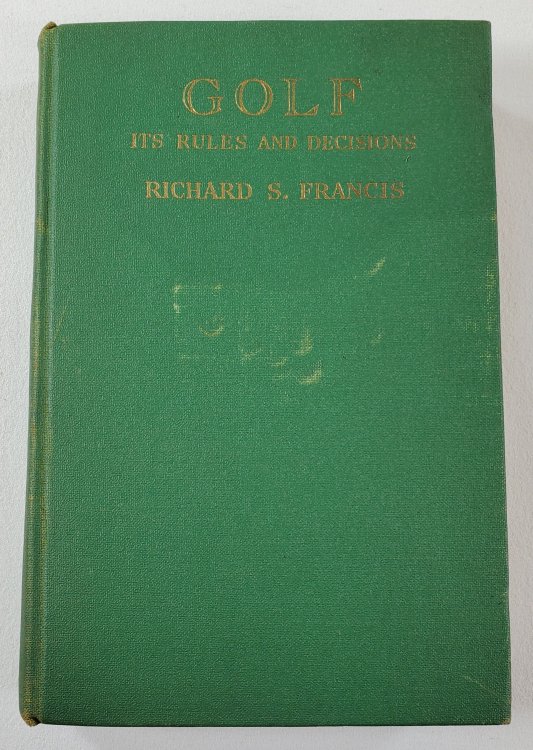 GOLF
ITS RULES AND DECISIONS
RICHARD S. FRANCIS